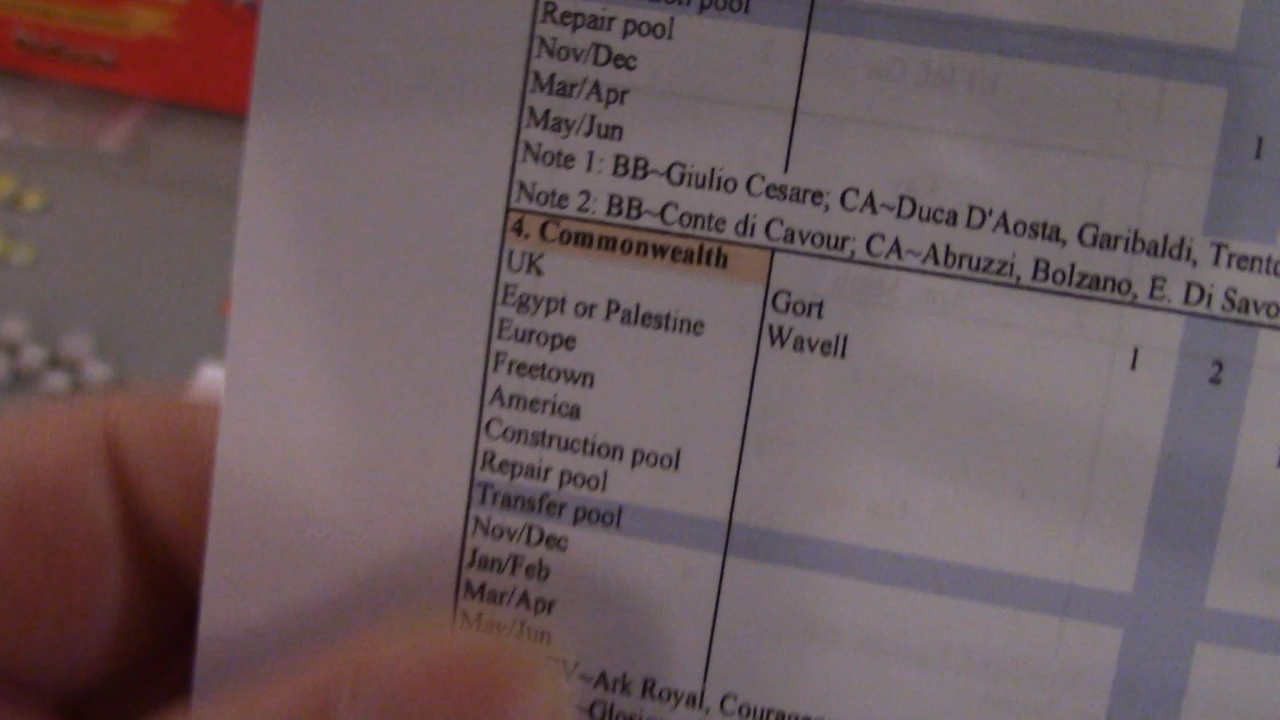 pool
Repair pool
Nov/Dec
Mar/Apr
May/Jun
1
Note 1: BB~Giulio Cesare; CA~Duca D'Aosta, Garibaldi, Trento
Note 2: BB~Conte di Cavour; CA~Abruzzi, Bolzano, E. Di Savo
4. Commonwealth
UK Gort
Egypt or Palestine Wavell 1 2
Europe
Freetown
America
Construction pool
Repair pool
Transfer pool
Nov/Dec
Jan/Feb
Mar/Apr
May/Jun
~Ark Royal,